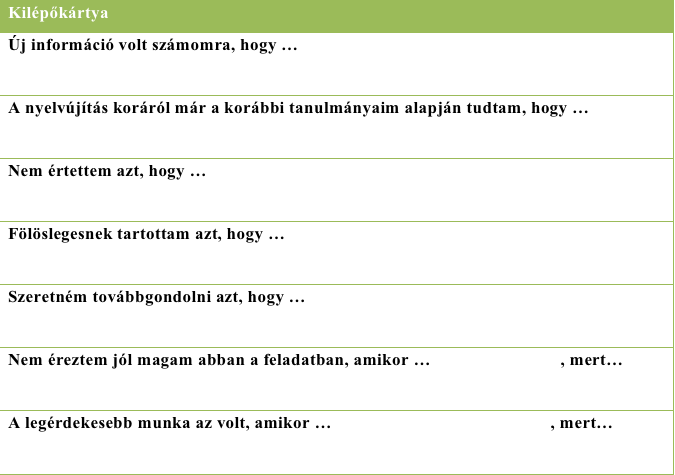 Kilépőkártya
Új információ volt számomra, hogy …
A nyelvújítás koráról már a korábbi tanulmányaim alapján tudtam, hogy …
Nem értettem azt, hogy …
Fölöslegesnek tartottam azt, hogy …
Szeretném továbbgondolni azt, hogy …
Nem éreztem jól magam abban a feladatban, amikor … , mert…
A legérdekesebb munka az volt, amikor … , mert…